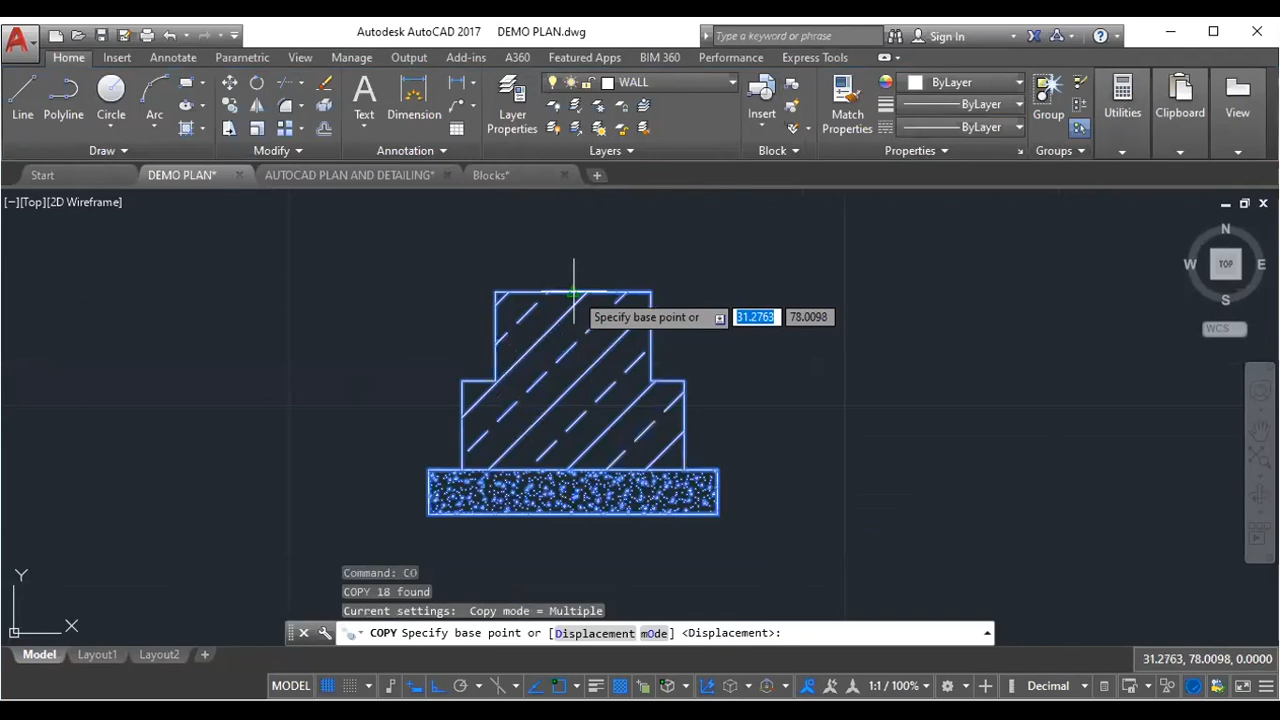 Autodesk AutoCAD 2017 DEMO PLAN.dwg
Type a keyword or phrase
Sign In
Home Insert Annotate Parametric View Manage Output A360 Featured Apps BIM 360 Performance Express Tools
WALL
ByLayer
ByLayer
ByLayer
Line Polyline Circle Arc
Text Dimension
Layer Properties
Insert
Match Properties
Group
Utilities Clipboard View
Draw Modify Annotation Layers Block Properties Groups
Start DEMO PLAN* AUTOCAD PLAN AND DETAILING* Blocks*
[−][Top][2D Wireframe]
N
W TOP E
S
WCS
Specify base point or 31.2763 78.0098
Y
X
Command: CO
COPY 18 found
Current settings: Copy mode = Multiple
COPY Specify base point or [Displacement mOde] <Displacement>:
Model Layout1 Layout2
31.2763, 78.0098, 0.0000
MODEL 1:1 / 100% Decimal